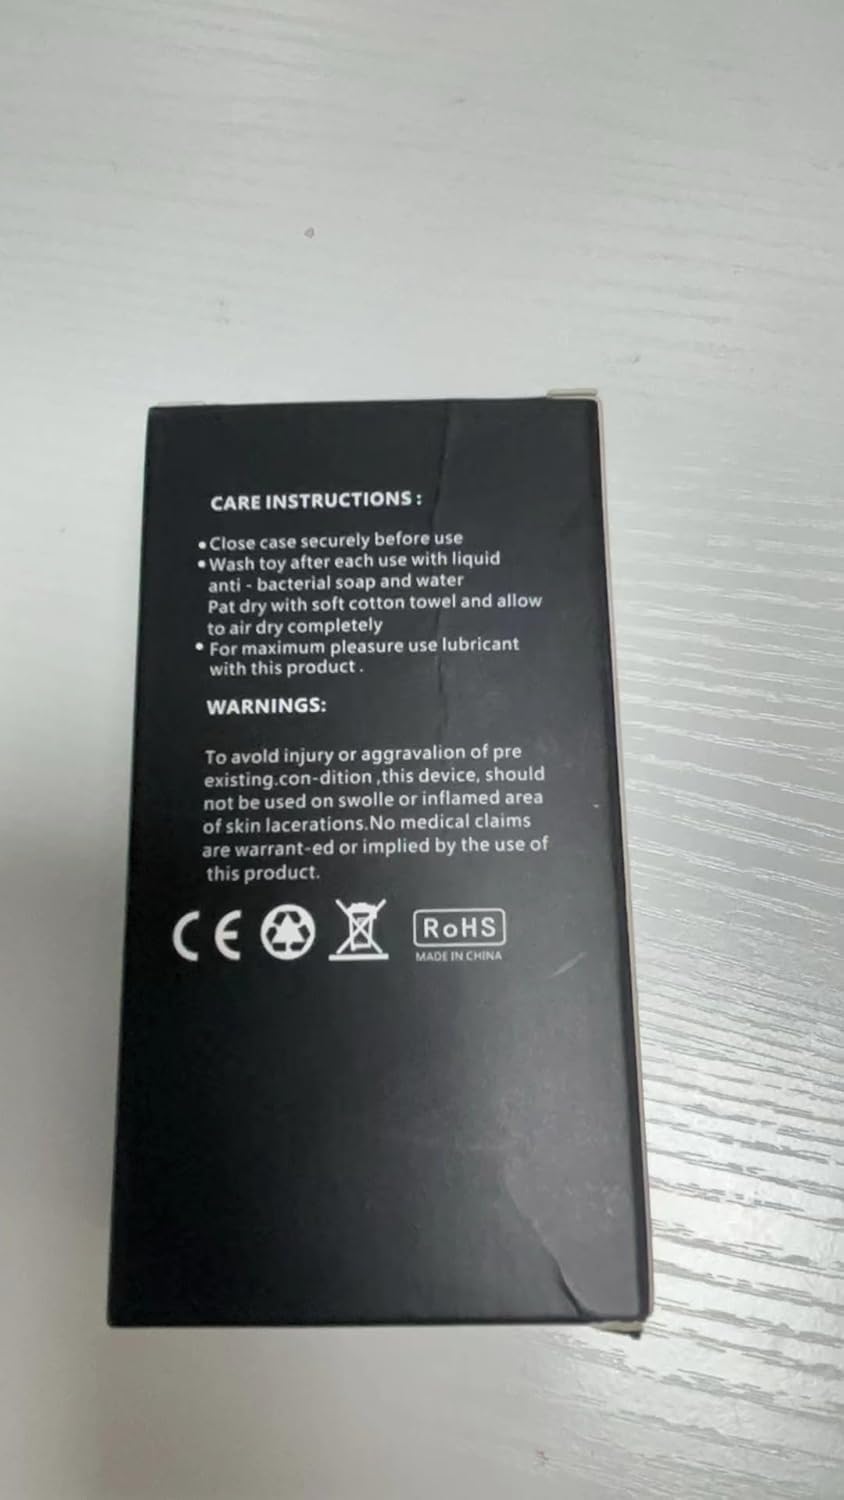 CARE INSTRUCTIONS :
• Close case securely before use
• Wash toy after each use with liquid
anti - bacterial soap and water
Pat dry with soft cotton towel and allow
to air dry completely
• For maximum pleasure use lubricant
with this product .
WARNINGS:
To avold injury or aggravalion of pre
existing.con-dition ,this device, should
not be used on swolle or inflamed area
of skin lacerations.No medical claims
are warrant-ed or implied by the use of
this product.
CE RoHS
MADE IN CHINA